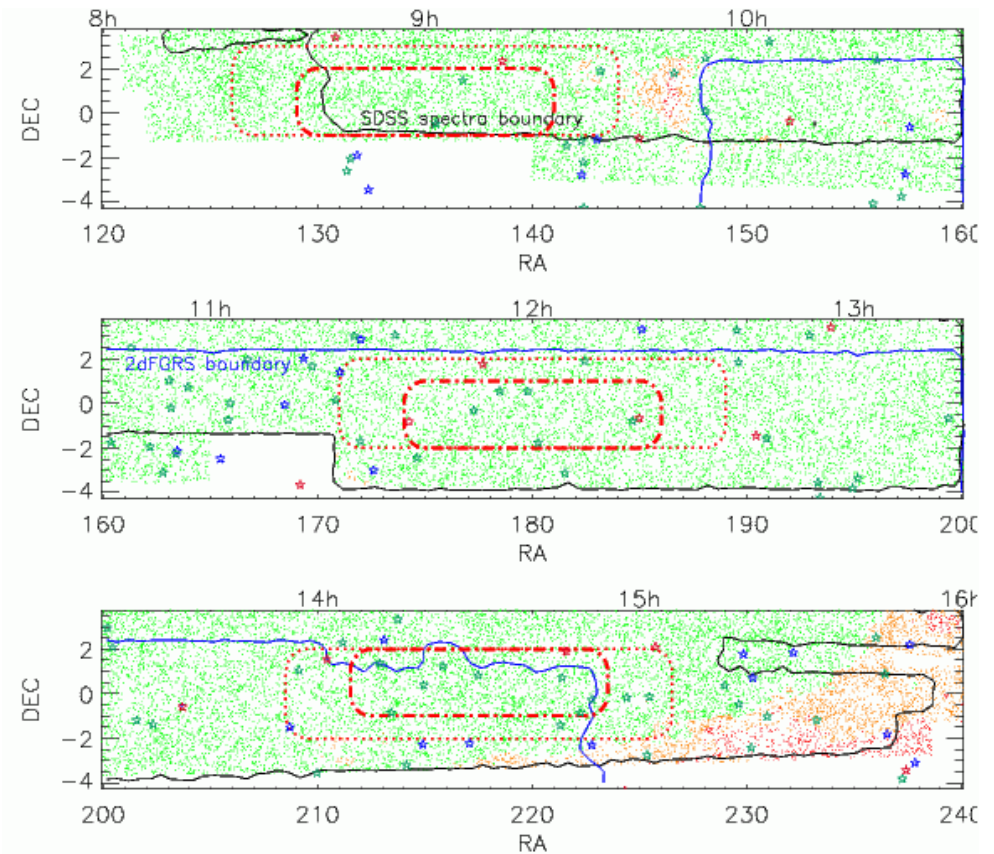 8h 9h 10h
DEC
2
0
−2
−4
SDSS spectra boundary
120 130 140 150 160
RA
11h 12h 13h
DEC
2
0
−2
−4
2dFGRS boundary
160 170 180 190 200
RA
14h 15h 16h
DEC
2
0
−2
−4
200 210 220 230 240
RA